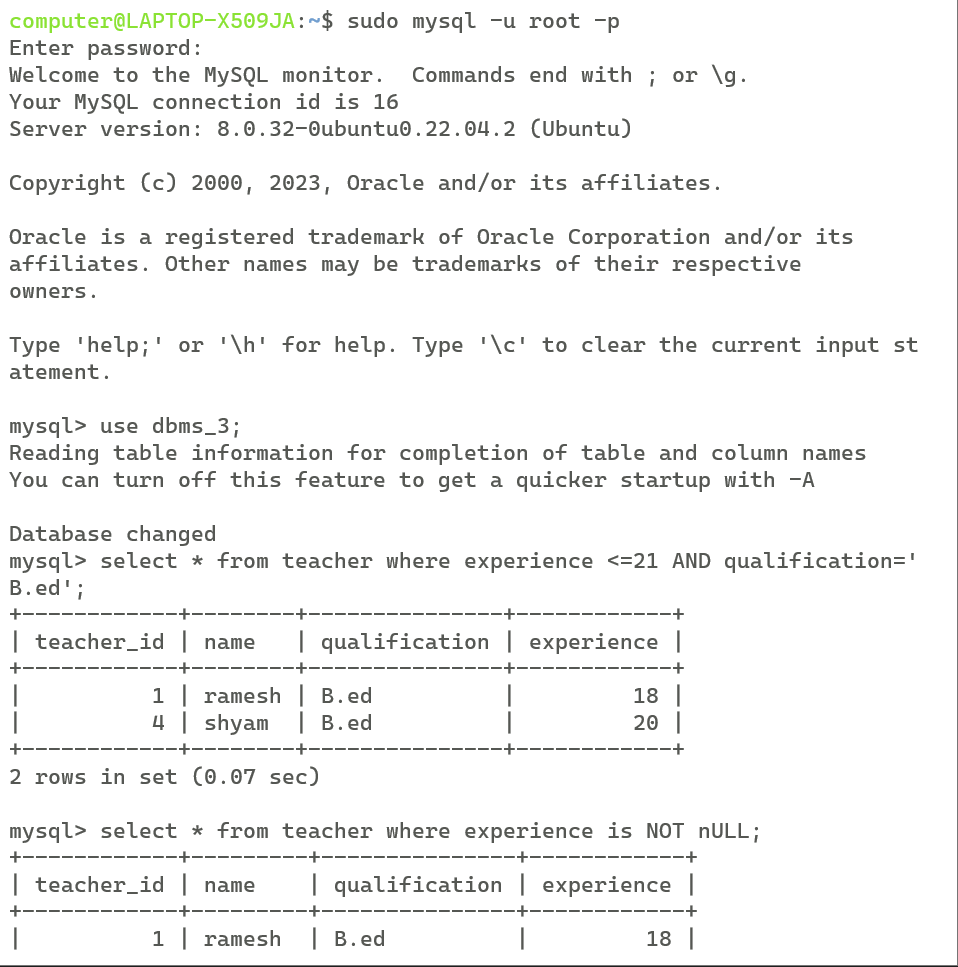 computer@LAPTOP-X509JA:~$ sudo mysql -u root -p
Enter password:
Welcome to the MySQL monitor.  Commands end with ; or \g.
Your MySQL connection id is 16
Server version: 8.0.32-0ubuntu0.22.04.2 (Ubuntu)

Copyright (c) 2000, 2023, Oracle and/or its affiliates.

Oracle is a registered trademark of Oracle Corporation and/or its
affiliates. Other names may be trademarks of their respective
owners.

Type 'help;' or '\h' for help. Type '\c' to clear the current input st
atement.

mysql> use dbms_3;
Reading table information for completion of table and column names
You can turn off this feature to get a quicker startup with -A

Database changed
mysql> select * from teacher where experience <=21 AND qualification='
B.ed';
+------------+--------+---------------+------------+
| teacher_id | name   | qualification | experience |
+------------+--------+---------------+------------+
|          1 | ramesh | B.ed          |         18 |
|          4 | shyam  | B.ed          |         20 |
+------------+--------+---------------+------------+
2 rows in set (0.07 sec)

mysql> select * from teacher where experience is NOT nULL;
+------------+---------+---------------+------------+
| teacher_id | name    | qualification | experience |
+------------+---------+---------------+------------+
|          1 | ramesh  | B.ed          |         18 |